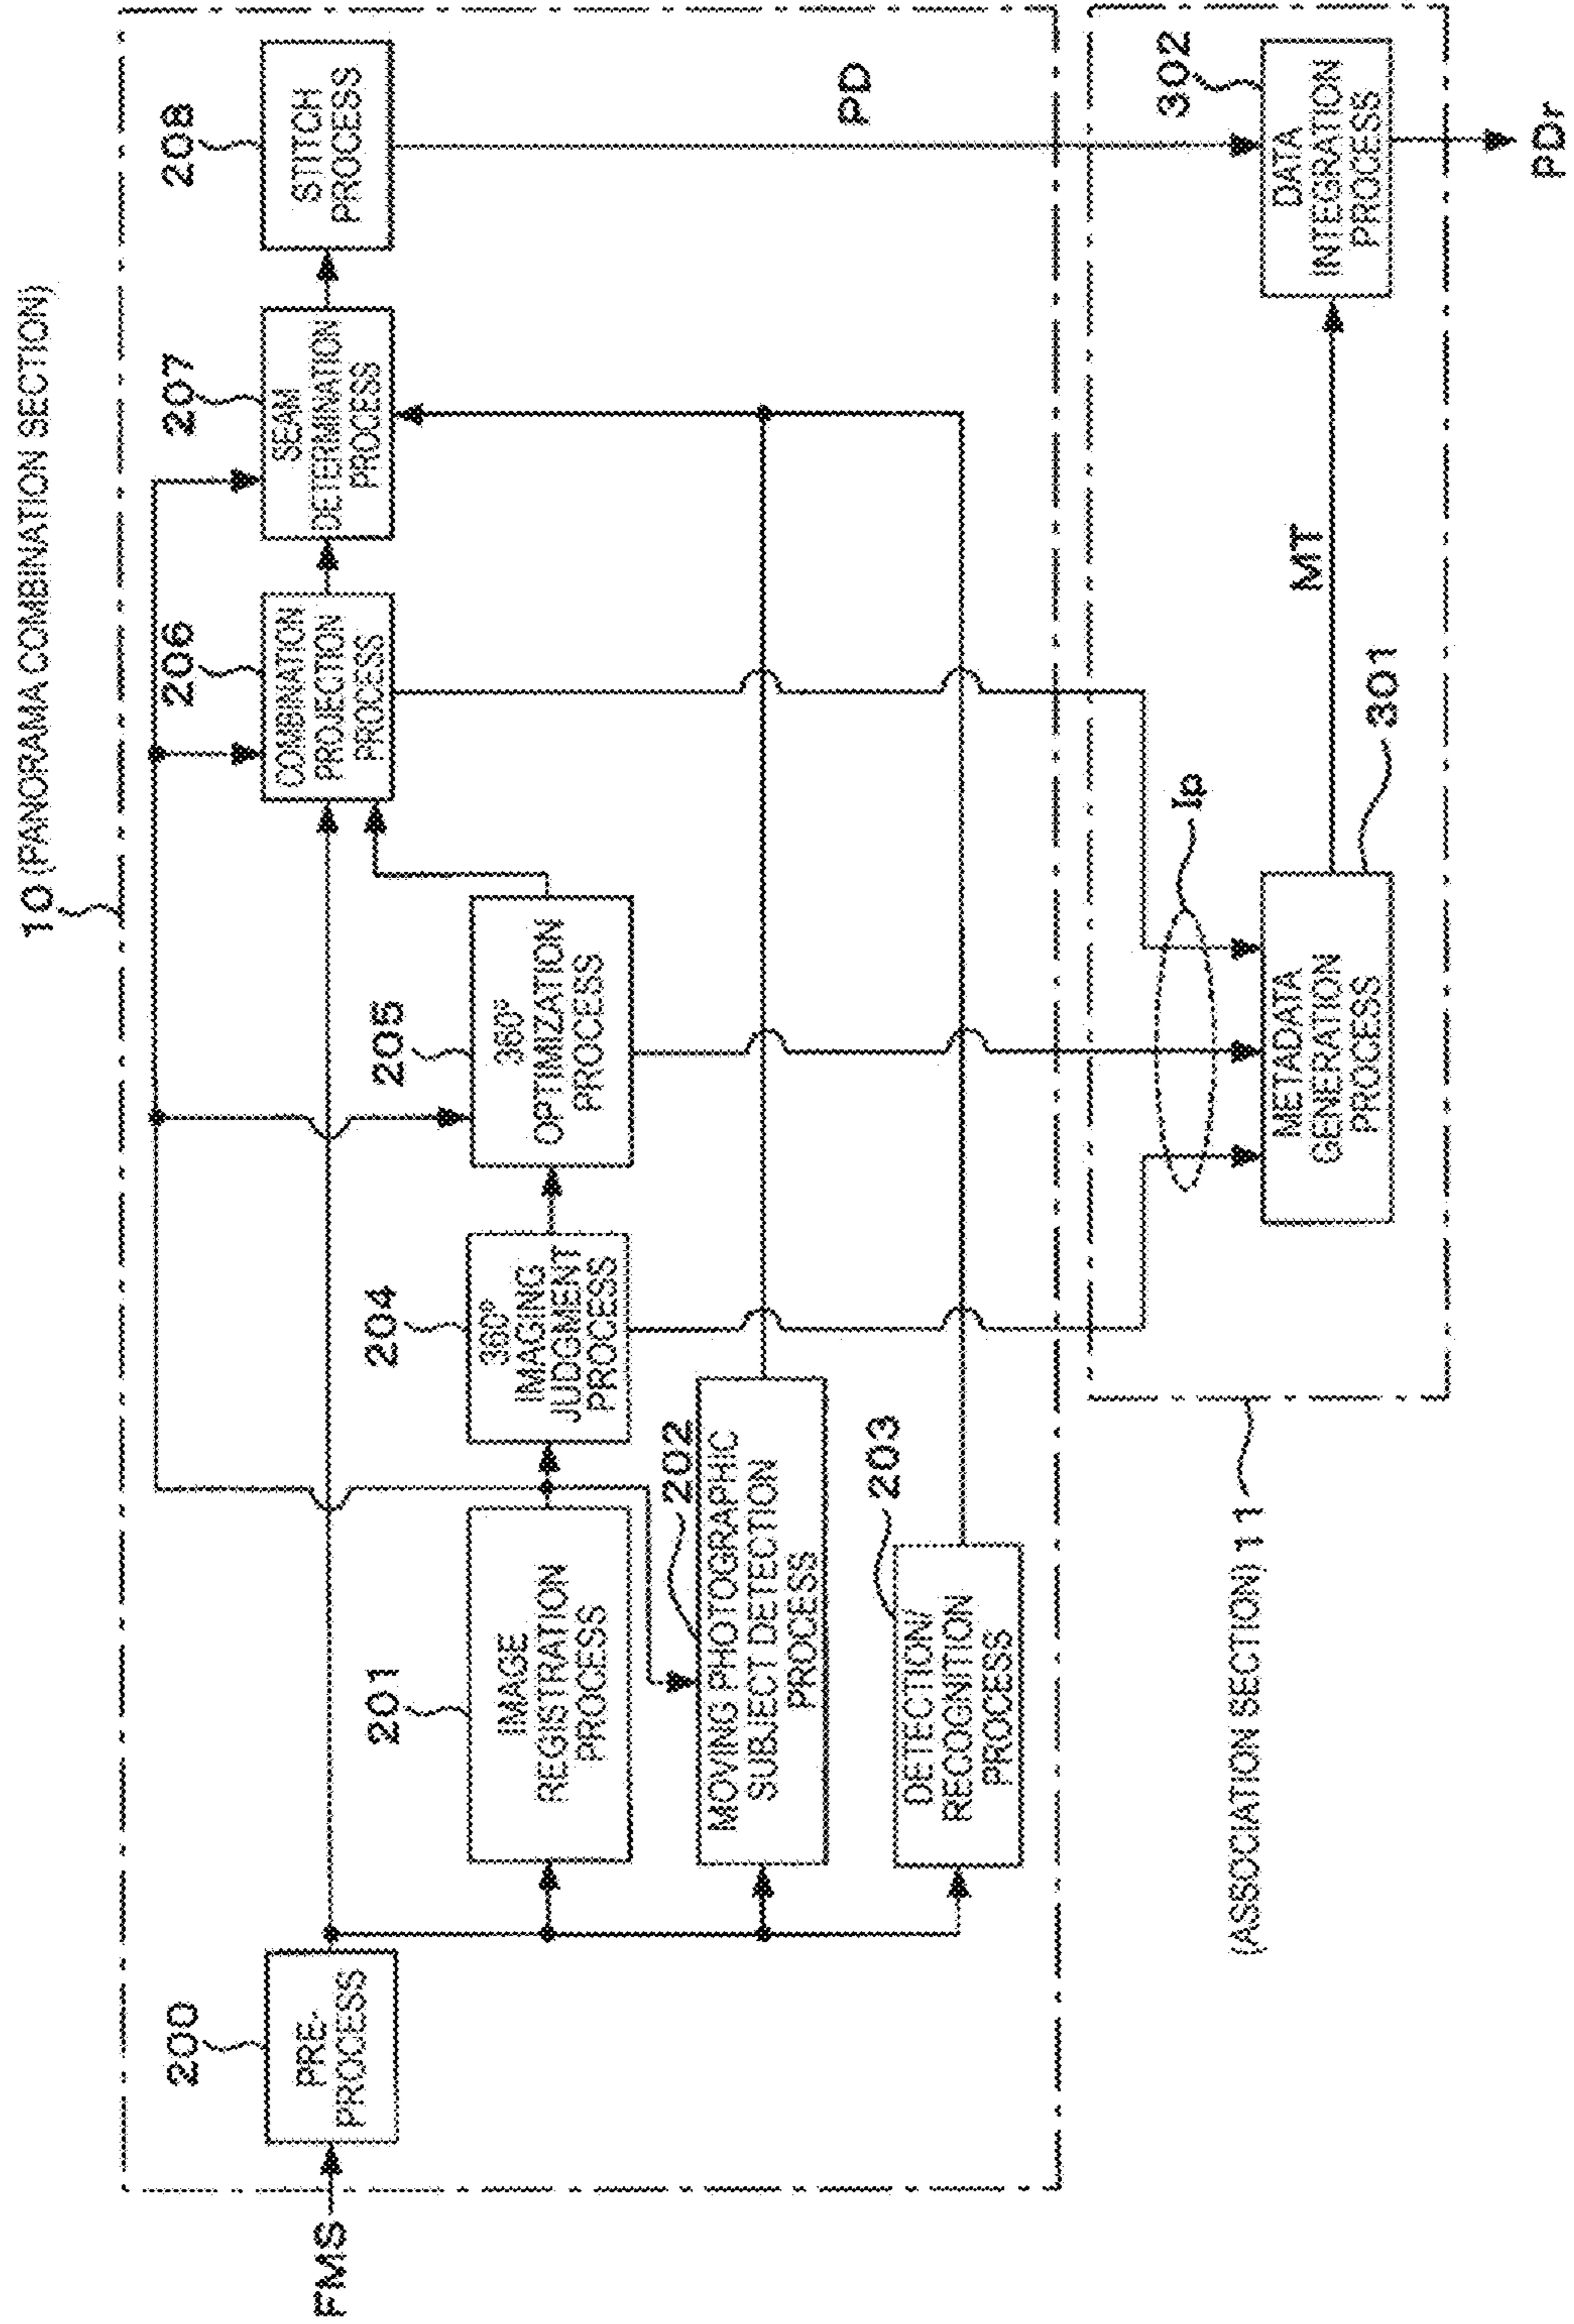 10 (PANORAMA COMBINATION SECTION)
FMS
200
PRE-
PROCESS
201
IMAGE
REGISTRATION
PROCESS
202
MOVING PHOTOGRAPHIC
SUBJECT DETECTION
PROCESS
203
DETECTION/
RECOGNITION
PROCESS
204
360°
IMAGING
JUDGMENT
PROCESS
205
360°
OPTIMIZATION
PROCESS
206
COMBINATION
PROJECTION
PROCESS
207
SEAM
DETERMINATION
PROCESS
208
STITCH
PROCESS
PD
(ASSOCIATION SECTION) 11
Ip
METADATA
GENERATION
PROCESS
301
MT
302
DATA
INTEGRATION
PROCESS
PDr